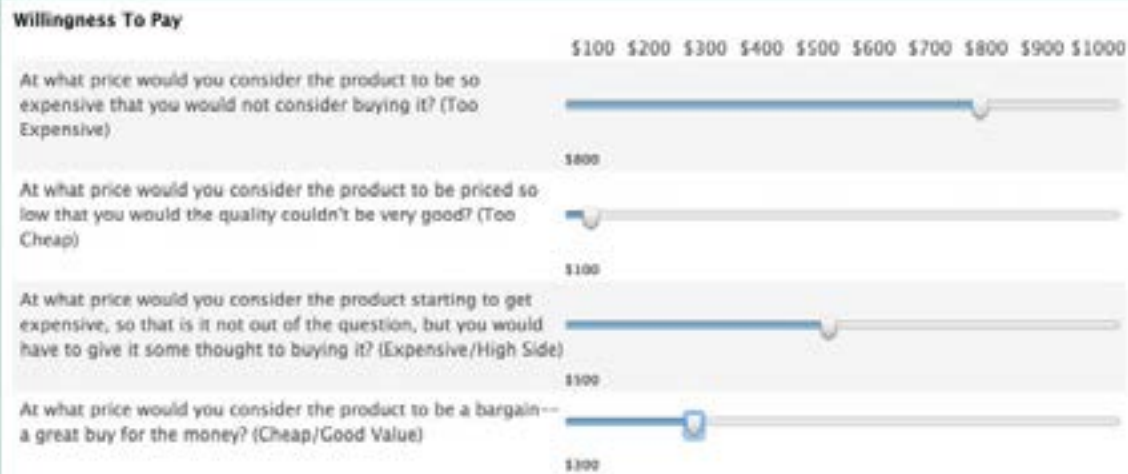 Willingness To Pay
$100 $200 $300 $400 $500 $600 $700 $800 $900 $1000
At what price would you consider the product to be so
expensive that you would not consider buying it? (Too
Expensive)
$800
At what price would you consider the product to be priced so
low that you would the quality couldn't be very good? (Too
Cheap)
$100
At what price would you consider the product starting to get
expensive, so that is it not out of the question, but you would
have to give it some thought to buying it? (Expensive/High Side)
$500
At what price would you consider the product to be a bargain--
a great buy for the money? (Cheap/Good Value)
$300